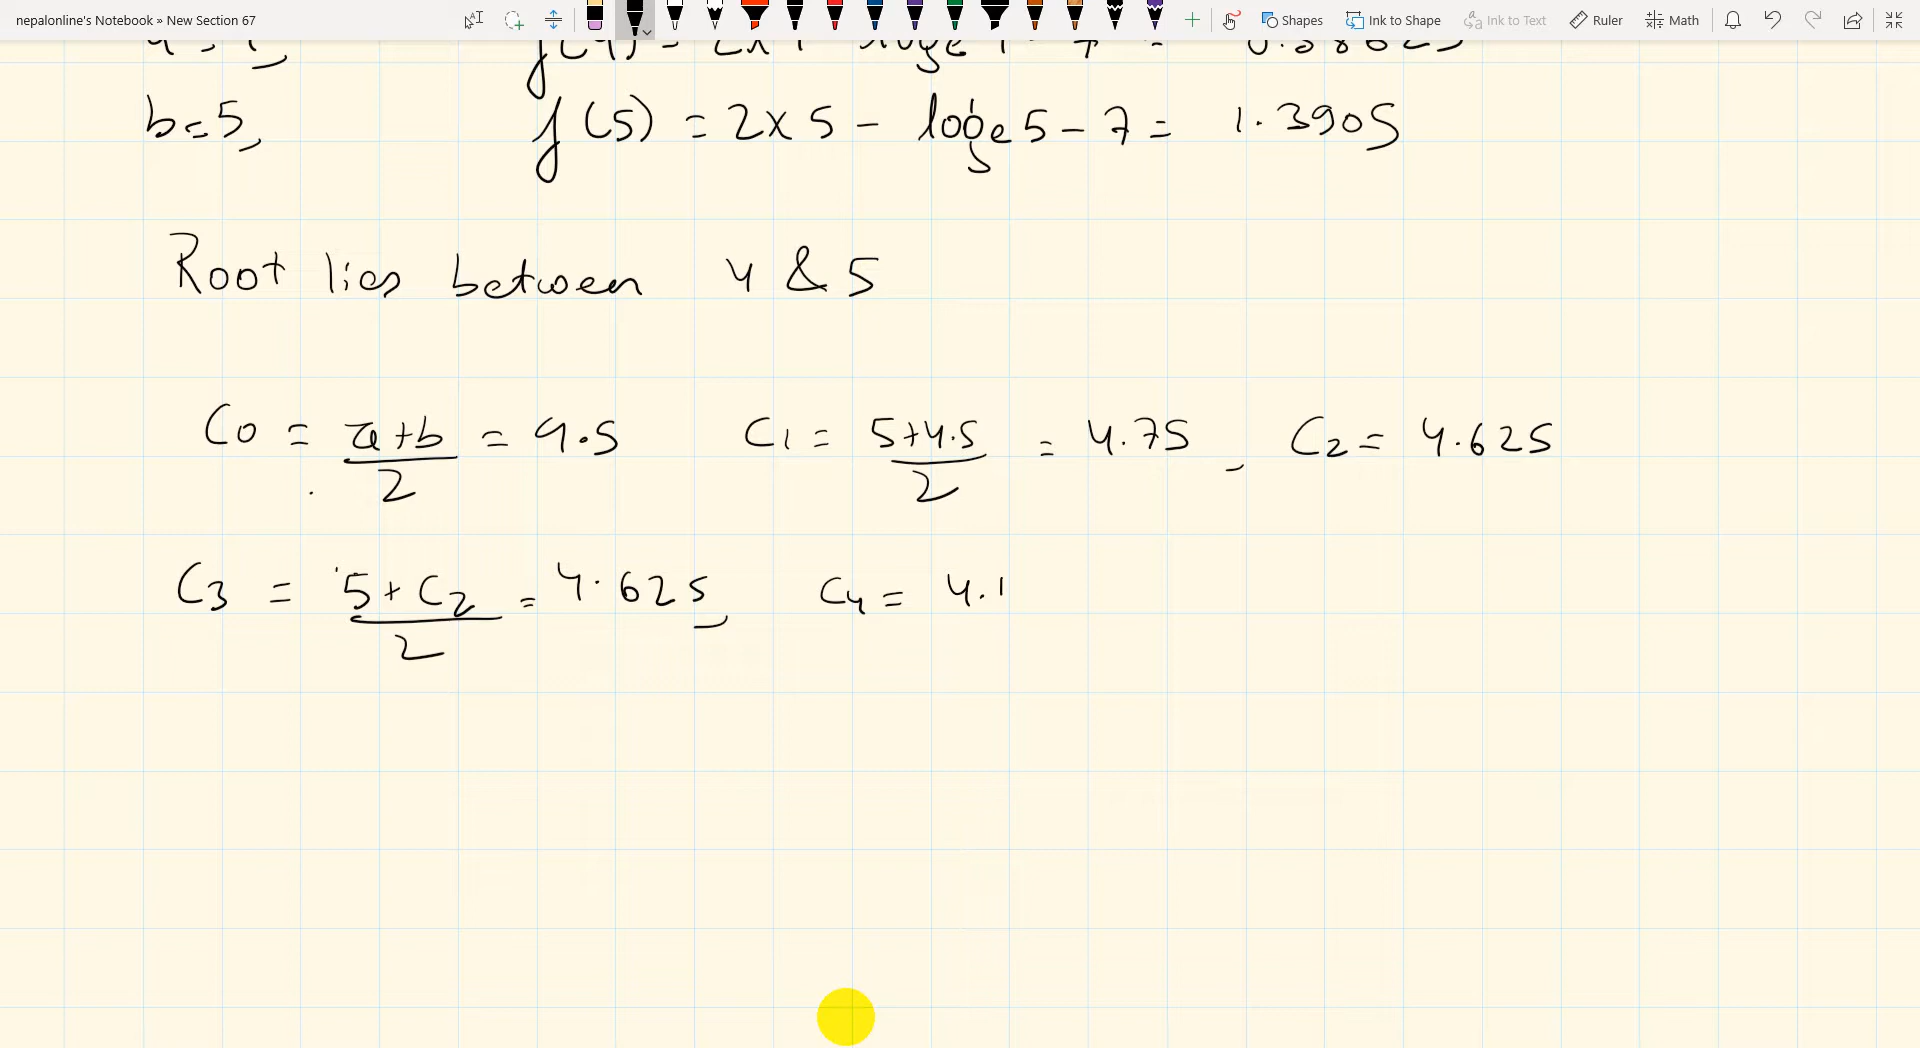 nepalonline's Notebook » New Section 67
Shapes Ink to Shape Ink to Text Ruler Math
b=5, f(5) = 2x5 - loge5 - 7 = 1.3905
Root lies between 4 & 5
C0 = a+b/2 = 4.5 C1 = 5+4.5/2 = 4.75, C2 = 4.625
C3 = 5+C2/2 = 4.625, C4 = 4.1